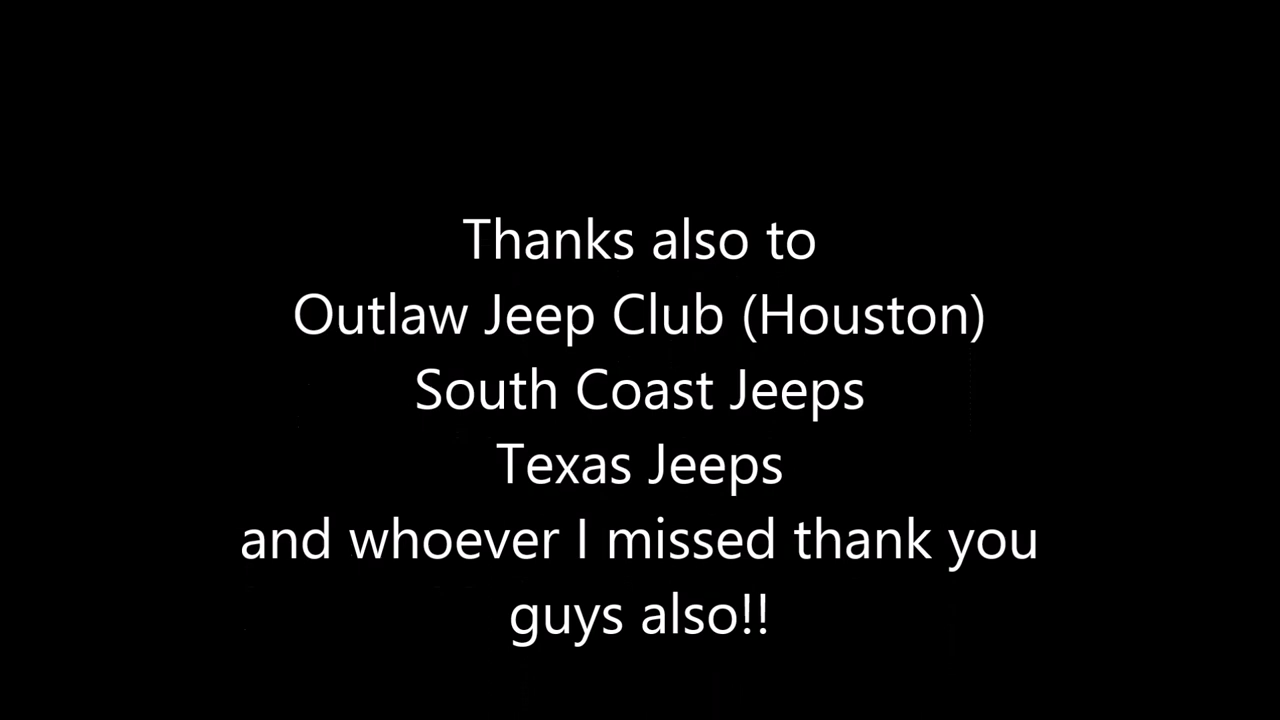 Thanks also to
Outlaw Jeep Club (Houston)
South Coast Jeeps
Texas Jeeps
and whoever I missed thank you
guys also!!